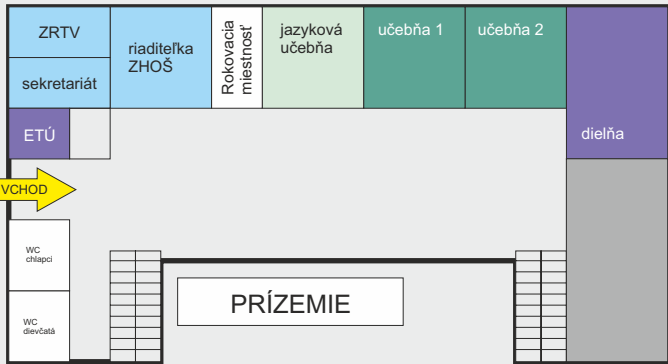 ZRTV
sekretariát
riaditeľka
ZHOŠ
Rokovacia
miestnosť
jazyková
učebňa
učebňa 1
učebňa 2
ETÚ
dielňa
VCHOD
WC
chlapci
PRÍZEMIE
WC
dievčatá